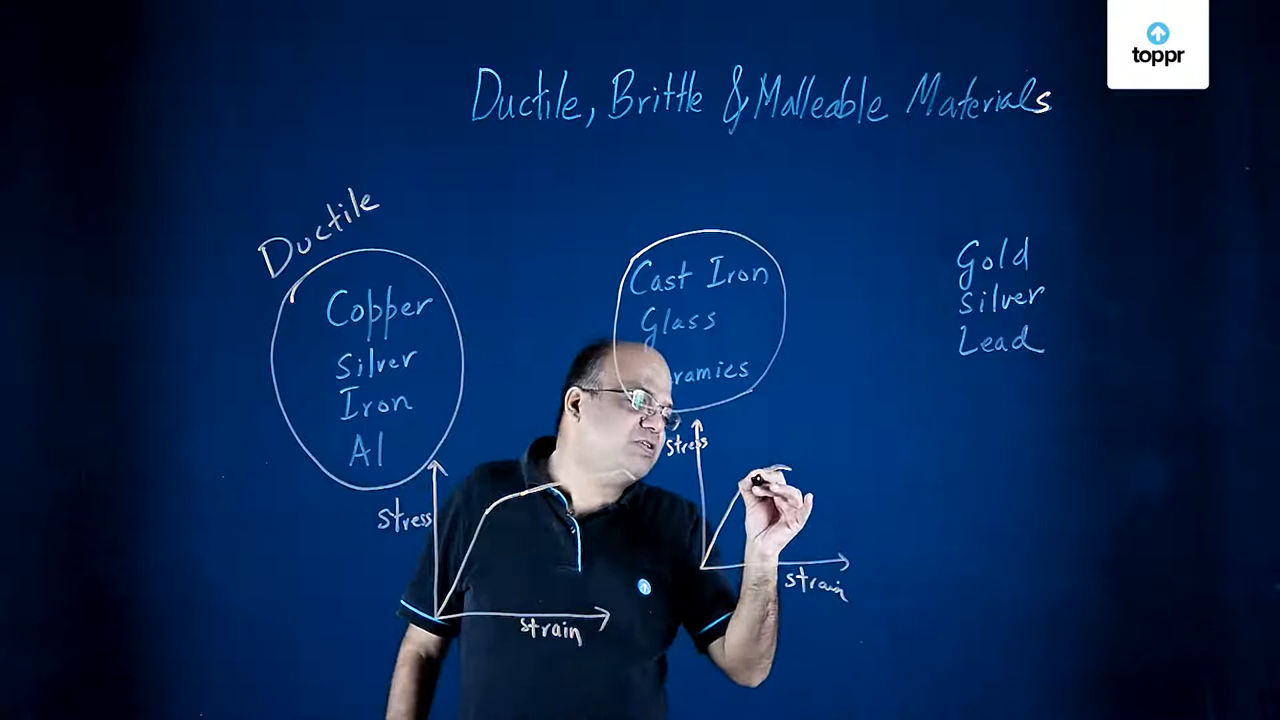 toppr
Ductile, Brittle & Malleable Materials
Ductile
Copper
Silver
Iron
Al
stress
strain
Cast Iron
Glass
ramies
stress
strain
Gold
Silver
Lead